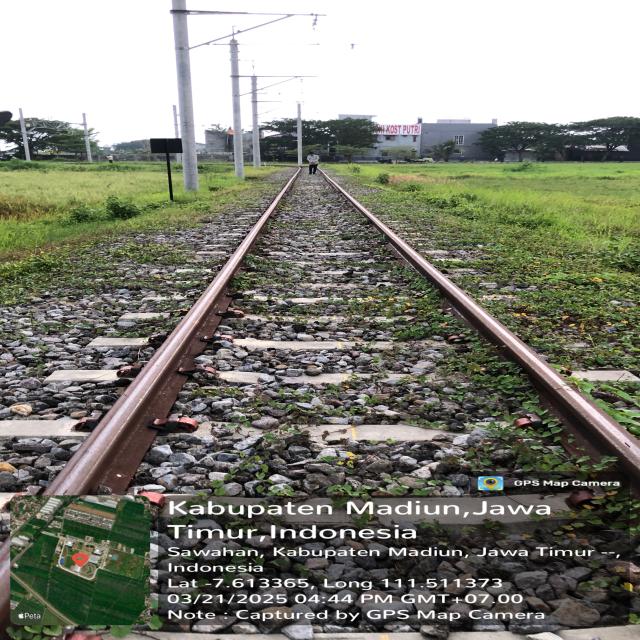 KOST PUTRI
GPS Map Camera
Kabupaten Madiun,Jawa
Timur,Indonesia
Sawahan, Kabupaten Madiun, Jawa Timur --,
Indonesia
Lat -7.613365, Long 111.511373
03/21/2025 04:44 PM GMT+07.00
Note : Captured by GPS Map Camera
Peta